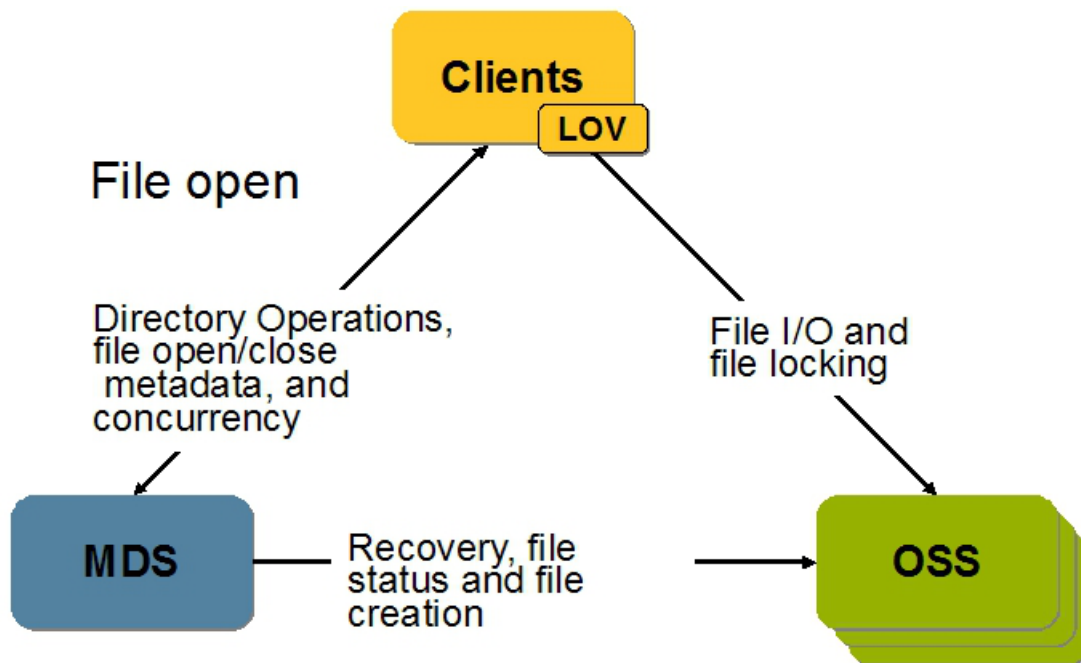 Clients
LOV
File open
Directory Operations,
file open/close
metadata, and
concurrency
File I/O and
file locking
MDS
Recovery, file
status and file
creation
OSS